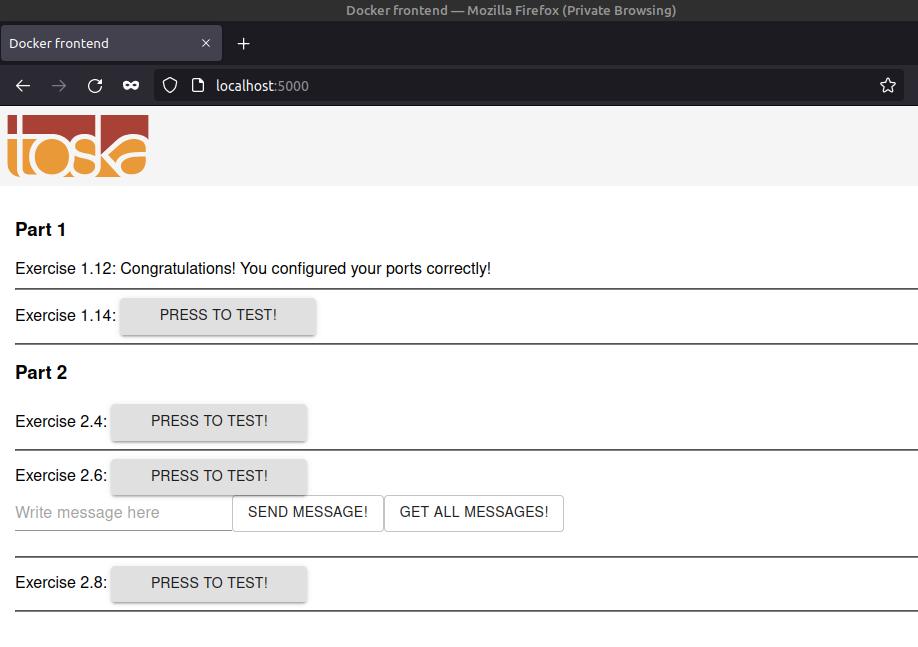 Docker frontend — Mozilla Firefox (Private Browsing)
Docker frontend
localhost:5000
toska
Part 1
Exercise 1.12: Congratulations! You configured your ports correctly!
Exercise 1.14: PRESS TO TEST!
Part 2
Exercise 2.4: PRESS TO TEST!
Exercise 2.6: PRESS TO TEST!
Write message here SEND MESSAGE! GET ALL MESSAGES!
Exercise 2.8: PRESS TO TEST!